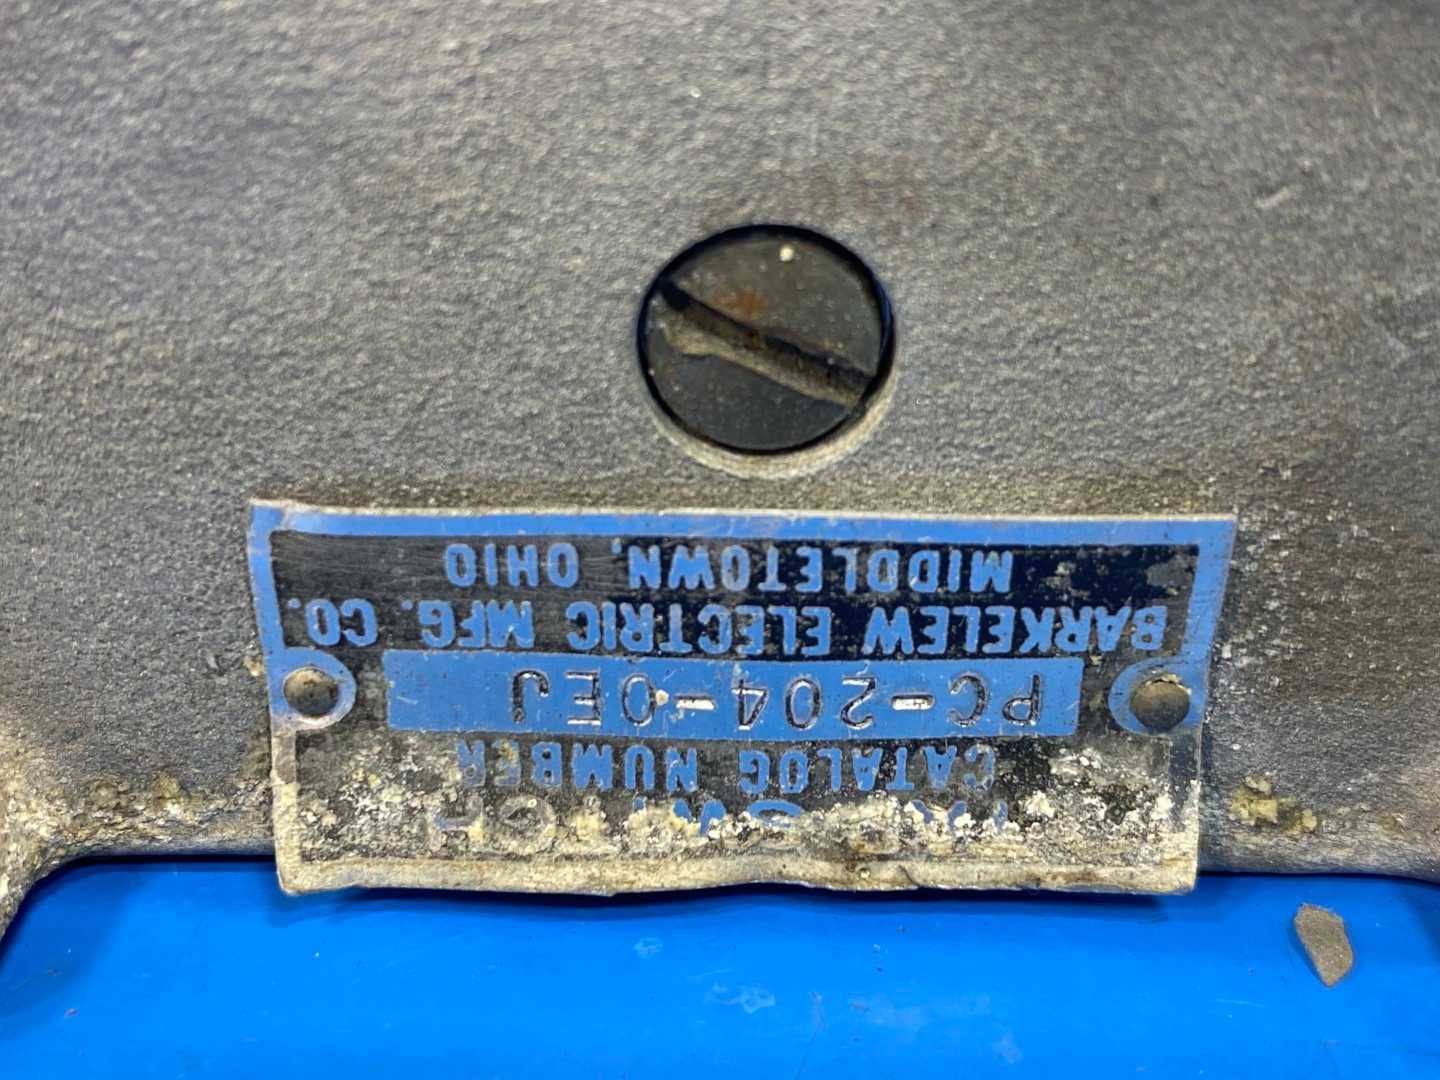 SWITCH
CATALOG NUMBER
PC-204-0EJ
BARKELEW ELECTRIC MFG. CO.
MIDDLETOWN, OHIO